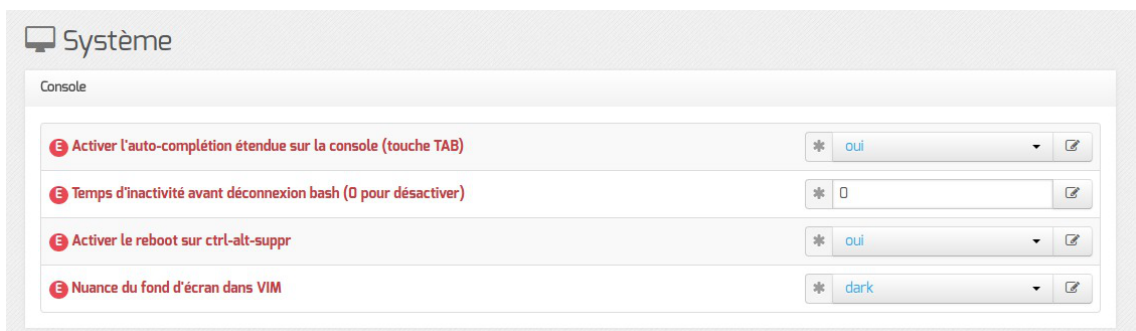 Système
Console
E Activer l'auto-complétion étendue sur la console (touche TAB) * oui
E Temps d'inactivité avant déconnexion bash (0 pour désactiver) * 0
E Activer le reboot sur ctrl-alt-suppr * oui
E Nuance du fond d'écran dans VIM * dark